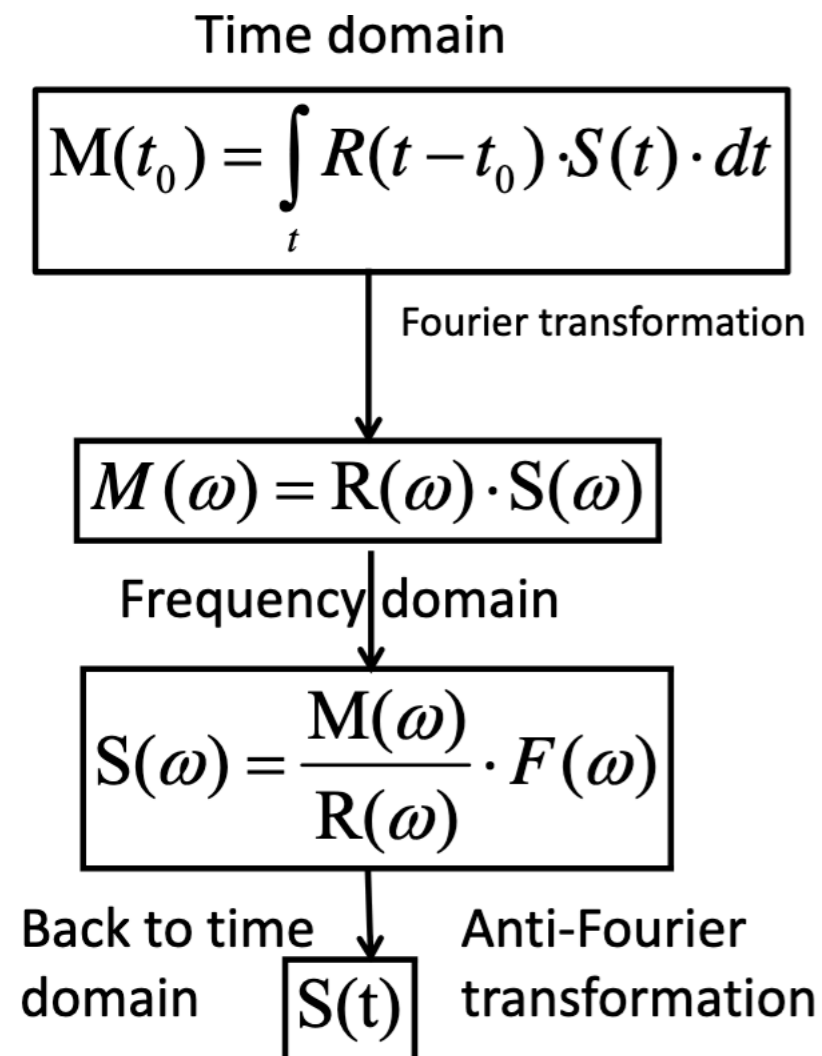 Time domain
M(t₀) = ∫ R(t − t₀) · S(t) · dt
t
Fourier transformation
M(ω) = R(ω) · S(ω)
Frequency domain
S(ω) = M(ω) / R(ω) · F(ω)
Back to time domain
Anti-Fourier transformation
S(t)